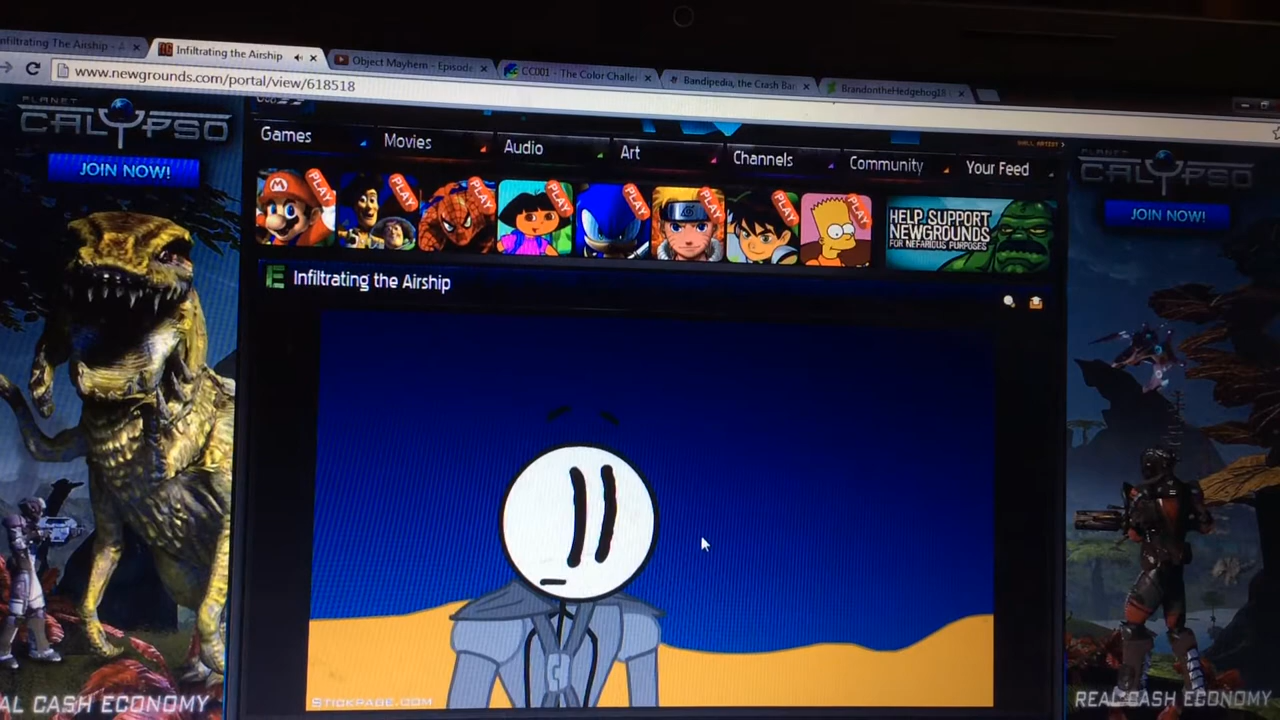 nfiltrating The Airship - A
Infiltrating the Airship
Object Mayhem - Episode
CC001 - The Color Challe
Bandipedia, the Crash Ban
BrandontheHedgehog18
www.newgrounds.com/portal/view/618518
PLANET
CALYPSO
JOIN NOW!
Games
Movies
Audio
Art
Channels
Community
Your Feed
PLAY
PLAY
PLAY
PLAY
PLAY
PLAY
PLAY
PLAY
HELP SUPPORT
NEWGROUNDS
FOR NEFARIOUS PURPOSES
PLANET
CALYPSO
JOIN NOW!
E Infiltrating the Airship
STICKPAGE.COM
AL CASH ECONOMY
REAL CASH ECONOMY